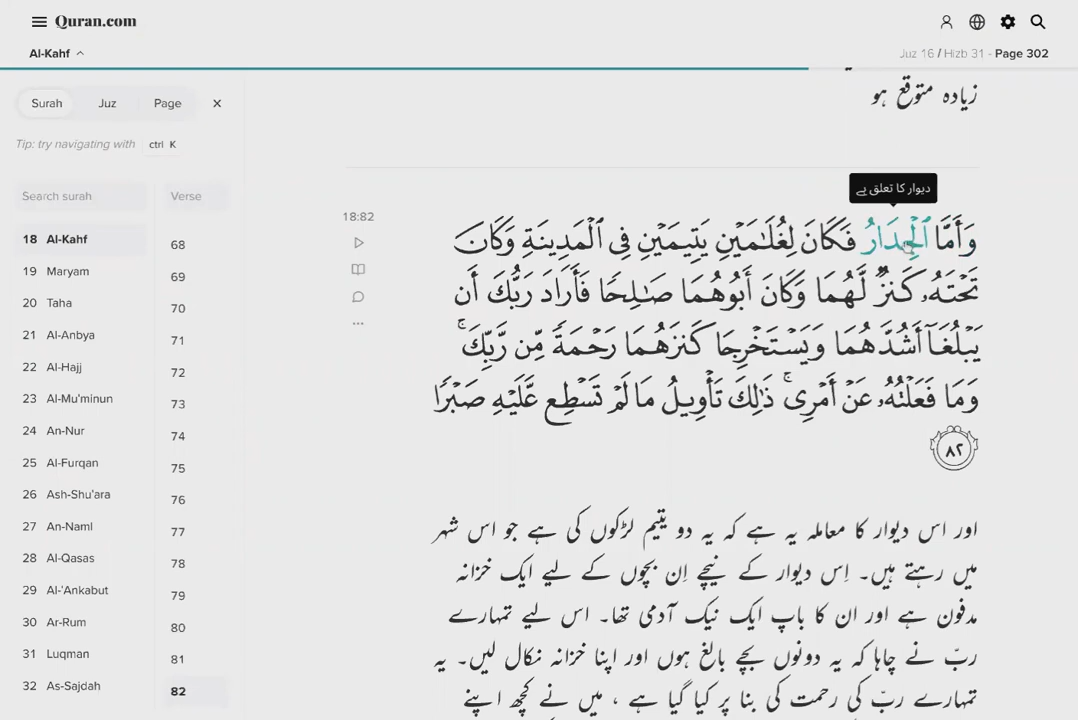 Quran.com
Al-Kahf
Juz 16 / Hizb 31 - Page 302
Surah
Juz
Page
Tip: try navigating with ctrl K
Search surah
Verse
18 Al-Kahf
19 Maryam
20 Taha
21 Al-Anbya
22 Al-Hajj
23 Al-Mu'minun
24 An-Nur
25 Al-Furqan
26 Ash-Shu'ara
27 An-Naml
28 Al-Qasas
29 Al-'Ankabut
30 Ar-Rum
31 Luqman
32 As-Sajdah
68
69
70
71
72
73
74
75
76
77
78
79
80
81
82
زیادہ متوقع ہو
18:82
دیوار کا تعلق ہے
وَأَمَّا ٱلْجِدَارُ فَكَانَ لِغُلَـٰمَيْنِ يَتِيمَيْنِ فِى ٱلْمَدِينَةِ وَكَانَ
تَحْتَهُۥ كَنزٌ لَّهُمَا وَكَانَ أَبُوهُمَا صَـٰلِحًا فَأَرَادَ رَبُّكَ أَن
يَبْلُغَآ أَشُدَّهُمَا وَيَسْتَخْرِجَا كَنزَهُمَا رَحْمَةً مِّن رَّبِّكَ ۚ
وَمَا فَعَلْتُهُۥ عَنْ أَمْرِى ۚ ذَٰلِكَ تَأْوِيلُ مَا لَمْ تَسْطِع عَّلَيْهِ صَبْرًا
٨٢
اور اس دیوار کا معاملہ یہ ہے کہ یہ دو یتیم لڑکوں کی ہے جو اس شہر
میں رہتے ہیں۔ اِس دیوار کے نیچے اِن بچّوں کے لیے ایک خزانہ
مدفون ہے اور ان کا باپ ایک نیک آدمی تھا۔ اس لیے تمہارے
ربّ نے چاہا کہ یہ دونوں بچّے بالغ ہوں اور اپنا خزانہ نکال لیں۔ یہ
تمہارے ربّ کی رحمت کی بنا پر کیا گیا ہے ، میں نے کچھ اپنے